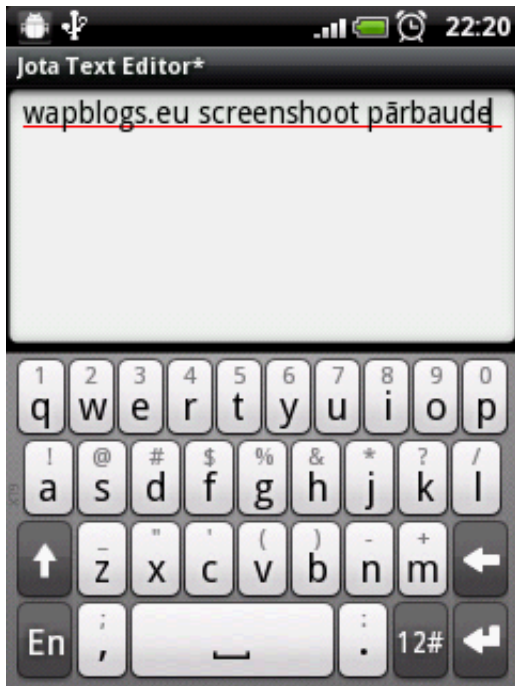 22:20
Jota Text Editor*
wapblogs.eu screenshoot pārbaude
1 2 3 4 5 6 7 8 9 0
q w e r t y u i o p
! @ # $ % & * ? /
a s d f g h j k l
_ " ' ( ) - +
z x c v b n m
; :
En , . 12#